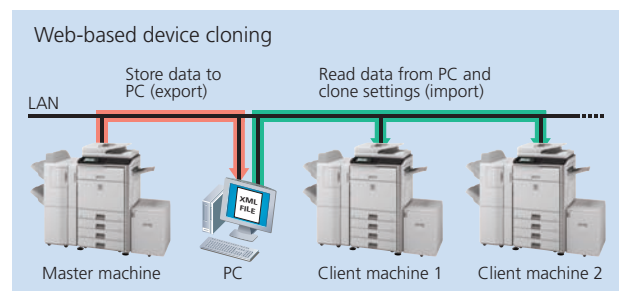 Web-based device cloning
Store data to
PC (export)
Read data from PC and
clone settings (import)
LAN
XML
FILE
Master machine
PC
Client machine 1
Client machine 2